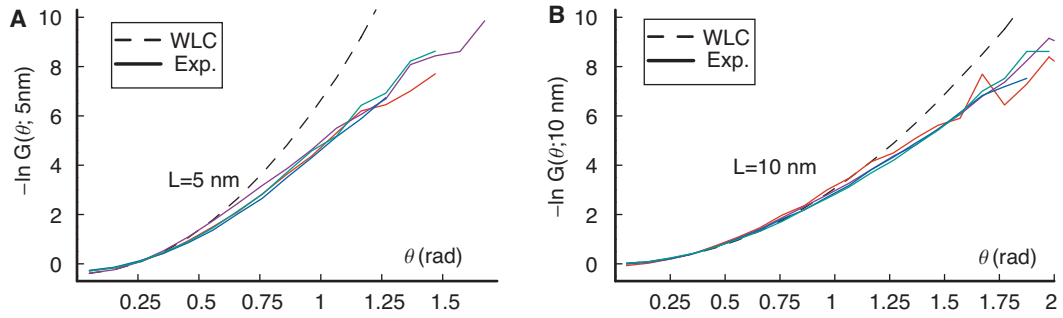 A
10
8
6
4
2
0
−ln G(θ; 5nm)
WLC
Exp.
L=5 nm
θ (rad)
0.25 0.5 0.75 1 1.25 1.5
B
10
8
6
4
2
0
−ln G(θ;10 nm)
WLC
Exp.
L=10 nm
θ (rad)
0.25 0.5 0.75 1 1.25 1.5 1.75 2